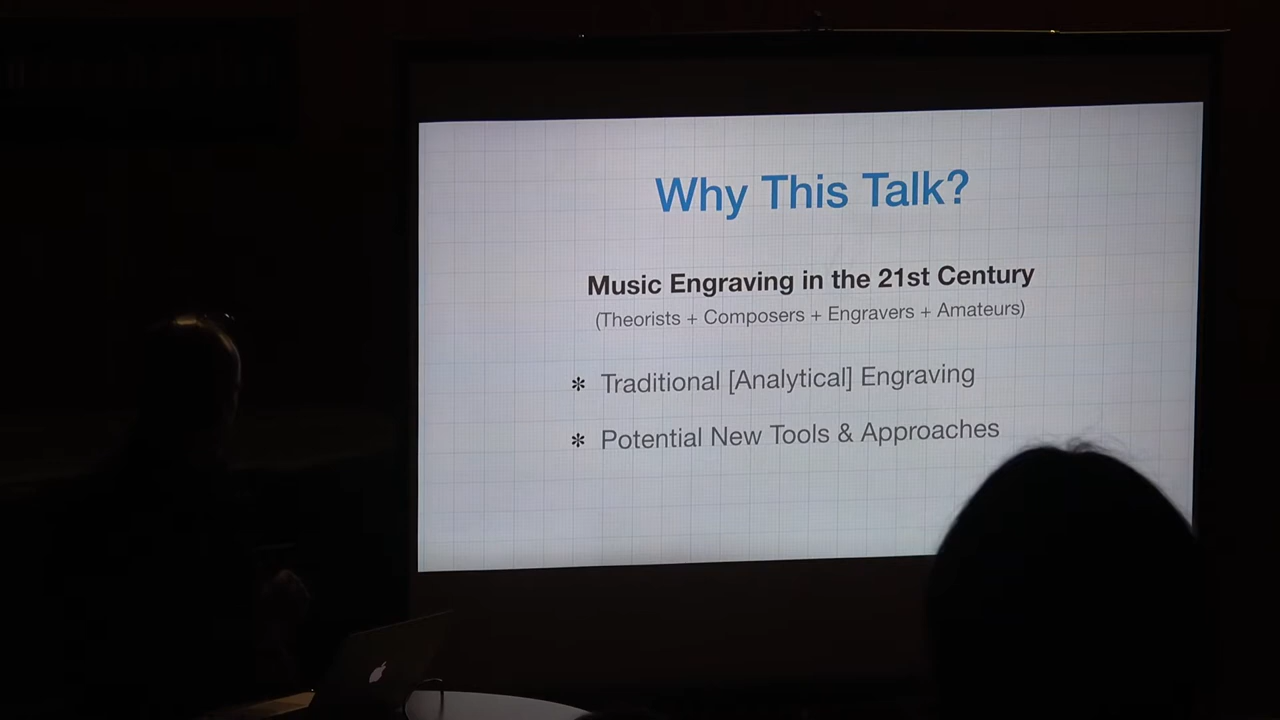 Why This Talk?
Music Engraving in the 21st Century
(Theorists + Composers + Engravers + Amateurs)
✻ Traditional [Analytical] Engraving
✻ Potential New Tools & Approaches